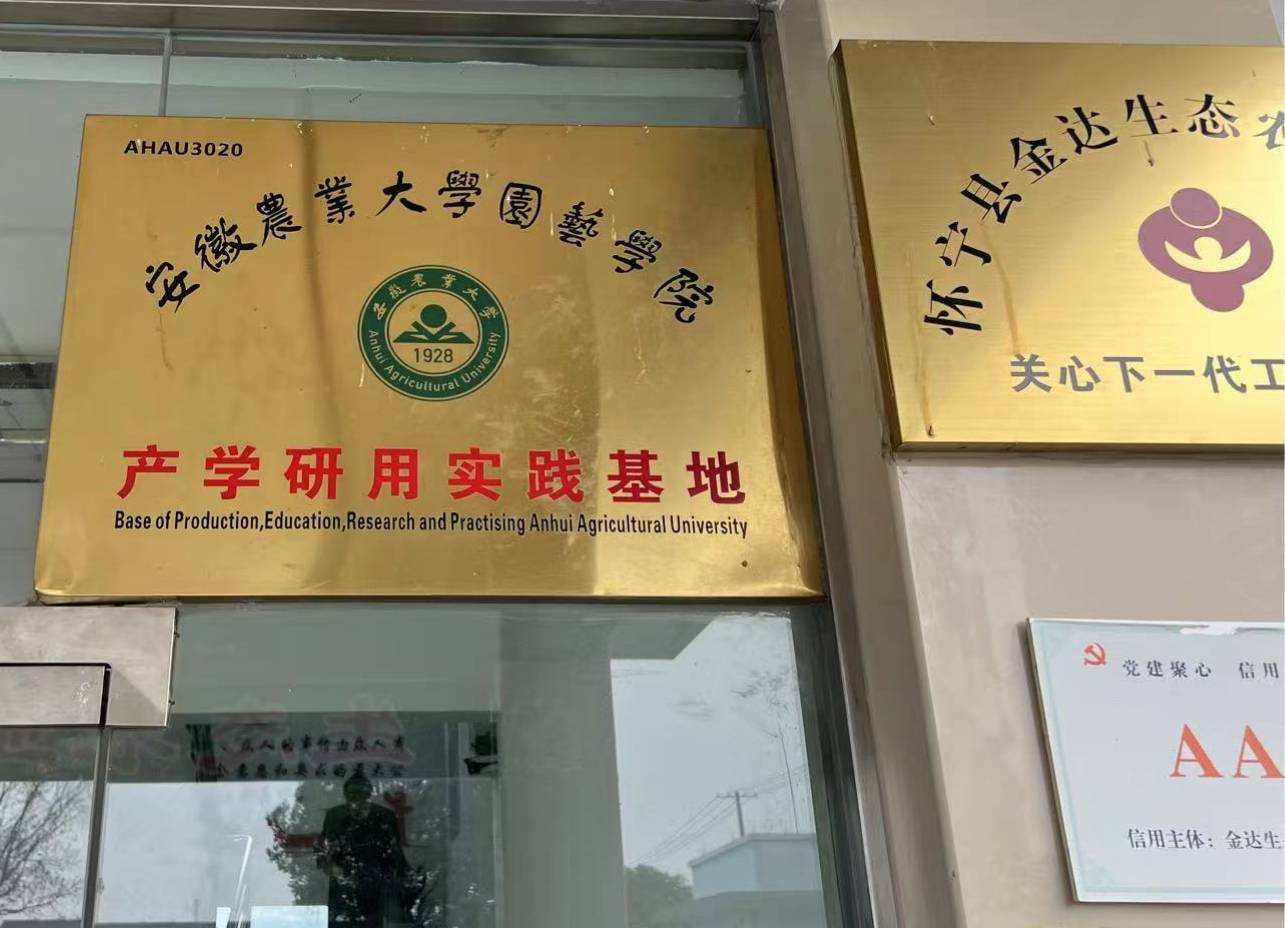 AHAU3020
安徽農業大學園藝學院
安徽农业大学
1928
Anhui Agricultural University
产学研用实践基地
Base of Production,Education,Research and Practising Anhui Agricultural University
怀宁县金达生态
关心下一代工
党建聚心 信用
AA
信用主体：金达生